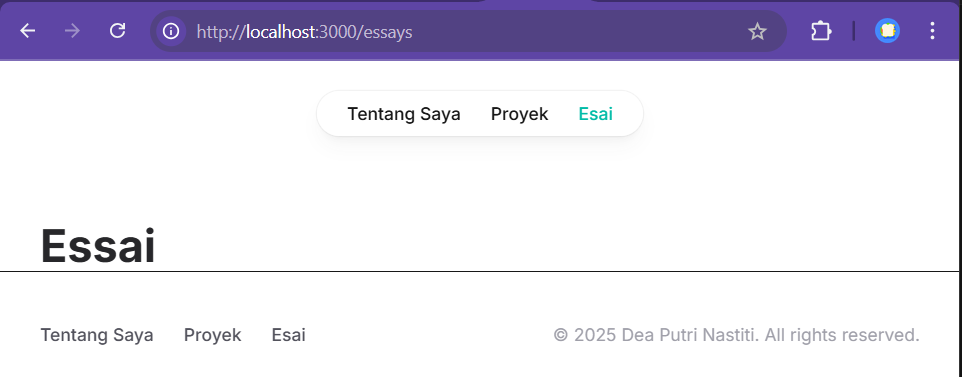 http://localhost:3000/essays
Tentang Saya Proyek Esai
Essai
Tentang Saya Proyek Esai © 2025 Dea Putri Nastiti. All rights reserved.